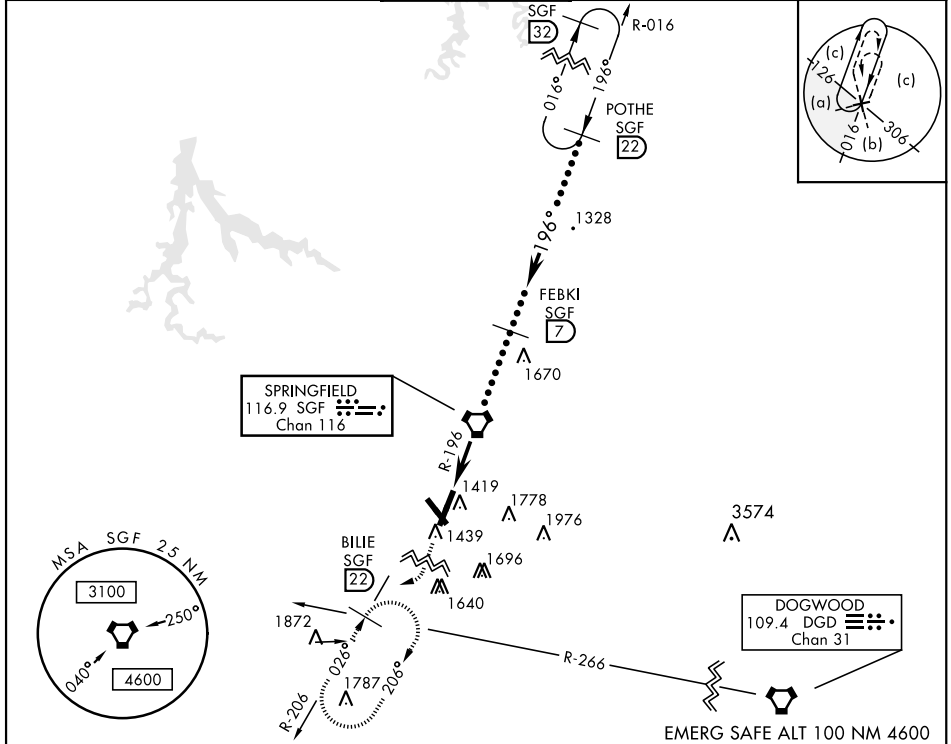 SGF
32
R-016
016°
196°
POTHE
SGF
22
(c)
126
(c)
(a)
016
(b)
306
1328
196°
FEBKI
SGF
7
1670
SPRINGFIELD
116.9 SGF
Chan 116
R-196
1419
1778
1976
3574
1439
1696
1640
BILIE
SGF
22
1872
026°
206°
1787
R-206
R-266
DOGWOOD
109.4 DGD
Chan 31
MSA SGF 25 NM
3100
250°
040°
4600
EMERG SAFE ALT 100 NM 4600